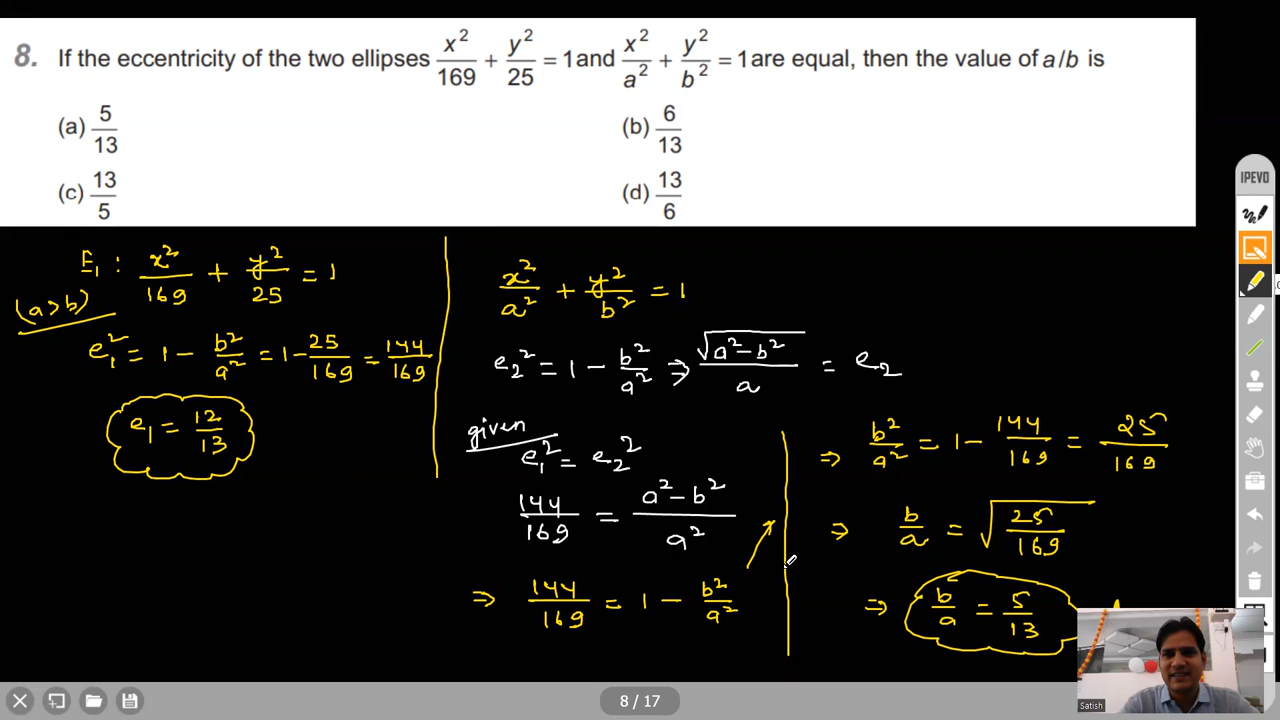 8. If the eccentricity of the two ellipses x²/169 + y²/25 = 1 and x²/a² + y²/b² = 1 are equal, then the value of a/b is
(a) 5/13 (b) 6/13
(c) 13/5 (d) 13/6
E₁ : x²/169 + y²/25 = 1
(a>b)
e₁² = 1 - b²/a² = 1 - 25/169 = 144/169
e₁ = 12/13
x²/a² + y²/b² = 1
e₂² = 1 - b²/a² ⇒ √(a²-b²)/a = e₂
given
e₁² = e₂²
144/169 = (a²-b²)/a²
⇒ 144/169 = 1 - b²/a²
⇒ b²/a² = 1 - 144/169 = 25/169
⇒ b/a = √(25/169)
⇒ b/a = 5/13
IPEVO
8 / 17
Satish